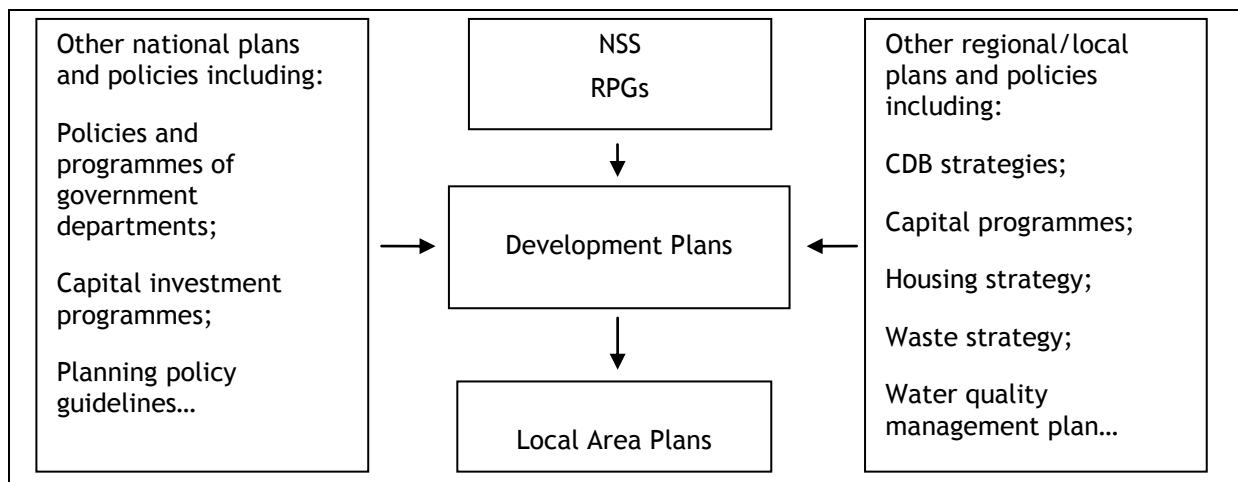 Other national plans
and policies including:
Policies and
programmes of
government
departments;
Capital investment
programmes;
Planning policy
guidelines…
NSS
RPGs
Development Plans
Local Area Plans
Other regional/local
plans and policies
including:
CDB strategies;
Capital programmes;
Housing strategy;
Waste strategy;
Water quality
management plan…